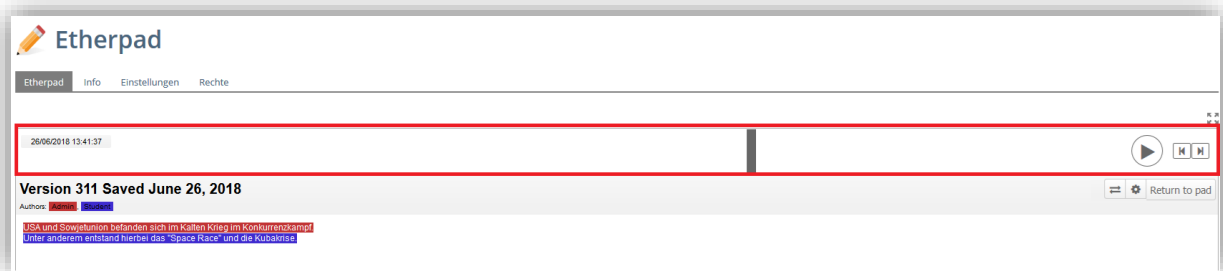 Etherpad
Etherpad Info Einstellungen Rechte
26/06/2018 13:41:37
Version 311 Saved June 26, 2018
Return to pad
Authors: Admin, Student
USA und Sowjetunion befanden sich im Kalten Krieg im Konkurrenzkampf.
Unter anderem entstand hierbei das "Space Race" und die Kubakrise.